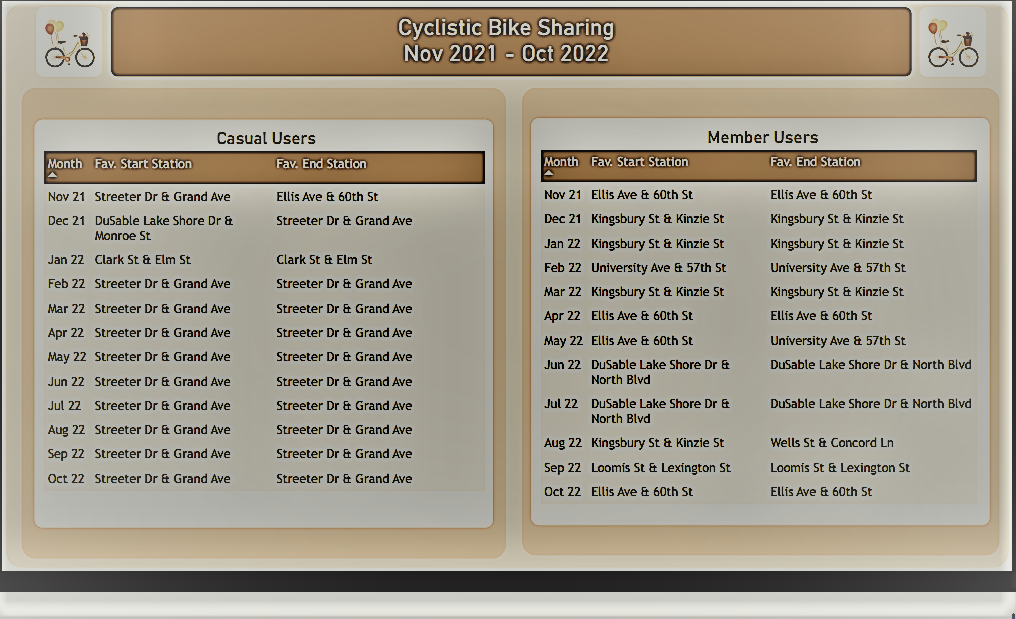 Cyclistic Bike Sharing
Nov 2021 - Oct 2022
Casual Users
Month Fav. Start Station Fav. End Station
Nov 21 Streeter Dr & Grand Ave Ellis Ave & 60th St
Dec 21 DuSable Lake Shore Dr & Streeter Dr & Grand Ave
Monroe St
Jan 22 Clark St & Elm St Clark St & Elm St
Feb 22 Streeter Dr & Grand Ave Streeter Dr & Grand Ave
Mar 22 Streeter Dr & Grand Ave Streeter Dr & Grand Ave
Apr 22 Streeter Dr & Grand Ave Streeter Dr & Grand Ave
May 22 Streeter Dr & Grand Ave Streeter Dr & Grand Ave
Jun 22 Streeter Dr & Grand Ave Streeter Dr & Grand Ave
Jul 22 Streeter Dr & Grand Ave Streeter Dr & Grand Ave
Aug 22 Streeter Dr & Grand Ave Streeter Dr & Grand Ave
Sep 22 Streeter Dr & Grand Ave Streeter Dr & Grand Ave
Oct 22 Streeter Dr & Grand Ave Streeter Dr & Grand Ave
Member Users
Month Fav. Start Station Fav. End Station
Nov 21 Ellis Ave & 60th St Ellis Ave & 60th St
Dec 21 Kingsbury St & Kinzie St Kingsbury St & Kinzie St
Jan 22 Kingsbury St & Kinzie St Kingsbury St & Kinzie St
Feb 22 University Ave & 57th St University Ave & 57th St
Mar 22 Kingsbury St & Kinzie St Kingsbury St & Kinzie St
Apr 22 Ellis Ave & 60th St Ellis Ave & 60th St
May 22 Ellis Ave & 60th St University Ave & 57th St
Jun 22 DuSable Lake Shore Dr & DuSable Lake Shore Dr & North Blvd
North Blvd
Jul 22 DuSable Lake Shore Dr & DuSable Lake Shore Dr & North Blvd
North Blvd
Aug 22 Kingsbury St & Kinzie St Wells St & Concord Ln
Sep 22 Loomis St & Lexington St Loomis St & Lexington St
Oct 22 Ellis Ave & 60th St Ellis Ave & 60th St